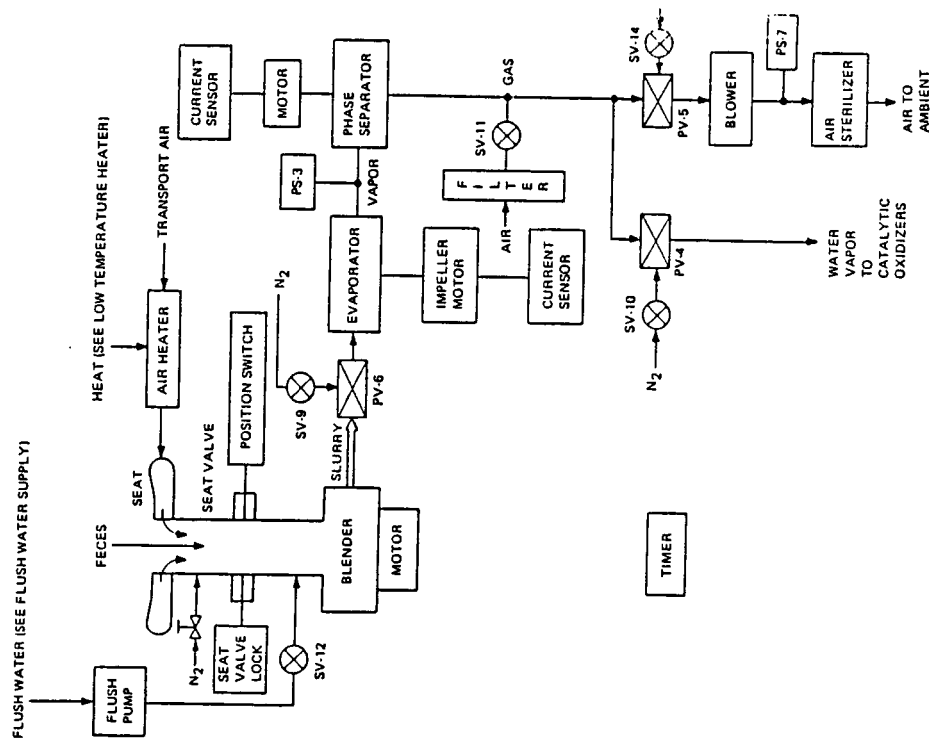 FLUSH WATER (SEE FLUSH WATER SUPPLY)
FLUSH
PUMP
HEAT (SEE LOW TEMPERATURE HEATER)
TRANSPORT AIR
AIR HEATER
FECES
SEAT
N2
SEAT VALVE
SEAT
VALVE
LOCK
POSITION SWITCH
SV-12
BLENDER
MOTOR
SLURRY
N2
SV-9
PV-6
CURRENT
SENSOR
MOTOR
PHASE
SEPARATOR
PS-3
VAPOR
EVAPORATOR
IMPELLER
MOTOR
CURRENT
SENSOR
GAS
SV-11
FILTER
AIR
SV-14
PV-5
BLOWER
PS-7
AIR
STERILIZER
AIR TO
AMBIENT
N2
SV-10
PV-4
WATER
VAPOR
TO
CATALYTIC
OXIDIZERS
TIMER